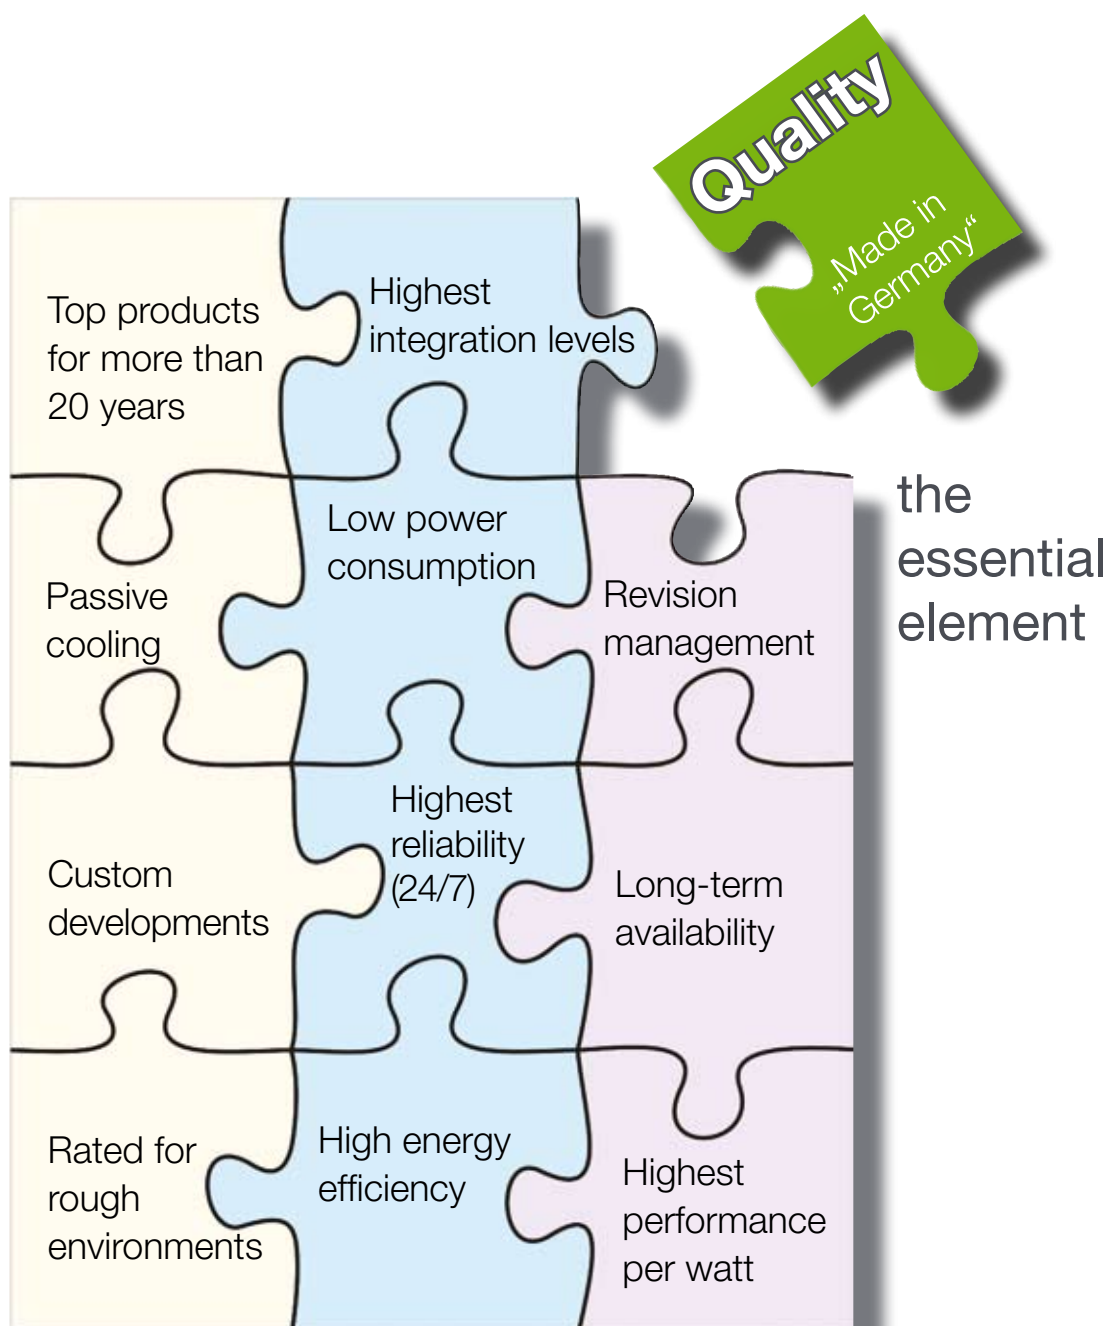 Quality
„Made in
Germany“
Top products
for more than
20 years
Highest
integration levels
the
essential
element
Passive
cooling
Low power
consumption
Revision
management
Custom
developments
Highest
reliability
(24/7)
Long-term
availability
Rated for
rough
environments
High energy
efficiency
Highest
performance
per watt